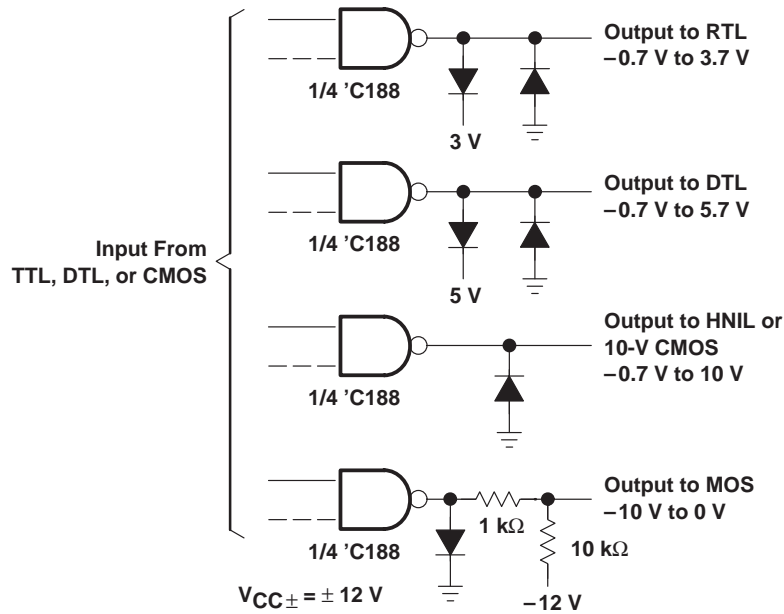 Output to RTL
−0.7 V to 3.7 V
1/4 ’C188
3 V
Output to DTL
−0.7 V to 5.7 V
1/4 ’C188
5 V
Input From
TTL, DTL, or CMOS
Output to HNIL or
10-V CMOS
−0.7 V to 10 V
1/4 ’C188
Output to MOS
−10 V to 0 V
1 kΩ
10 kΩ
1/4 ’C188
VCC± = ± 12 V
−12 V